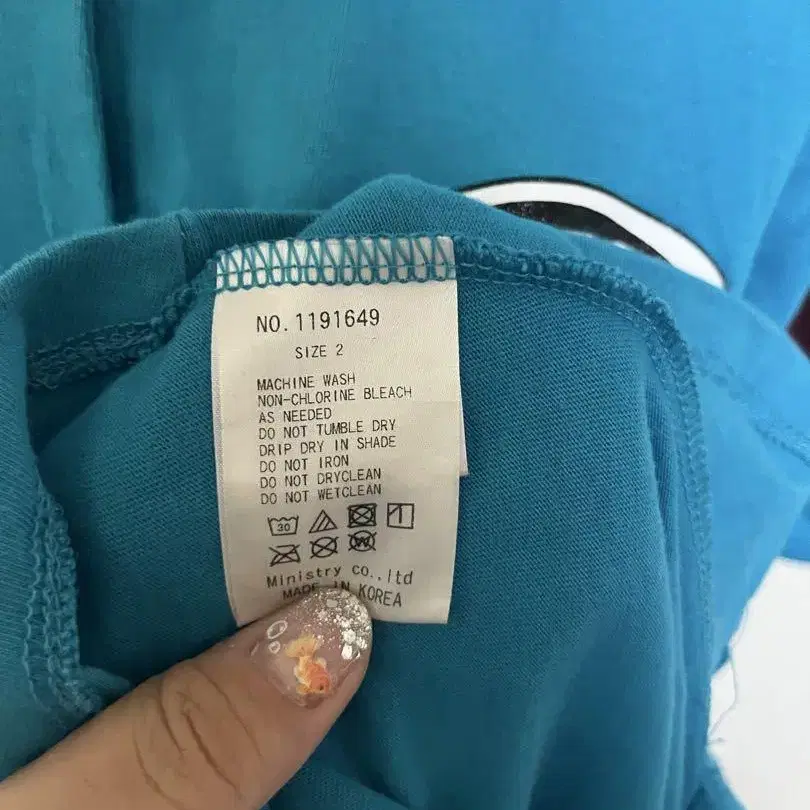 NO. 1191649
SIZE 2
MACHINE WASH
NON-CHLORINE BLEACH
AS NEEDED
DO NOT TUMBLE DRY
DRIP DRY IN SHADE
DO NOT IRON
DO NOT DRYCLEAN
DO NOT WETCLEAN
30
W
Ministry co.,ltd
MADE IN KOREA